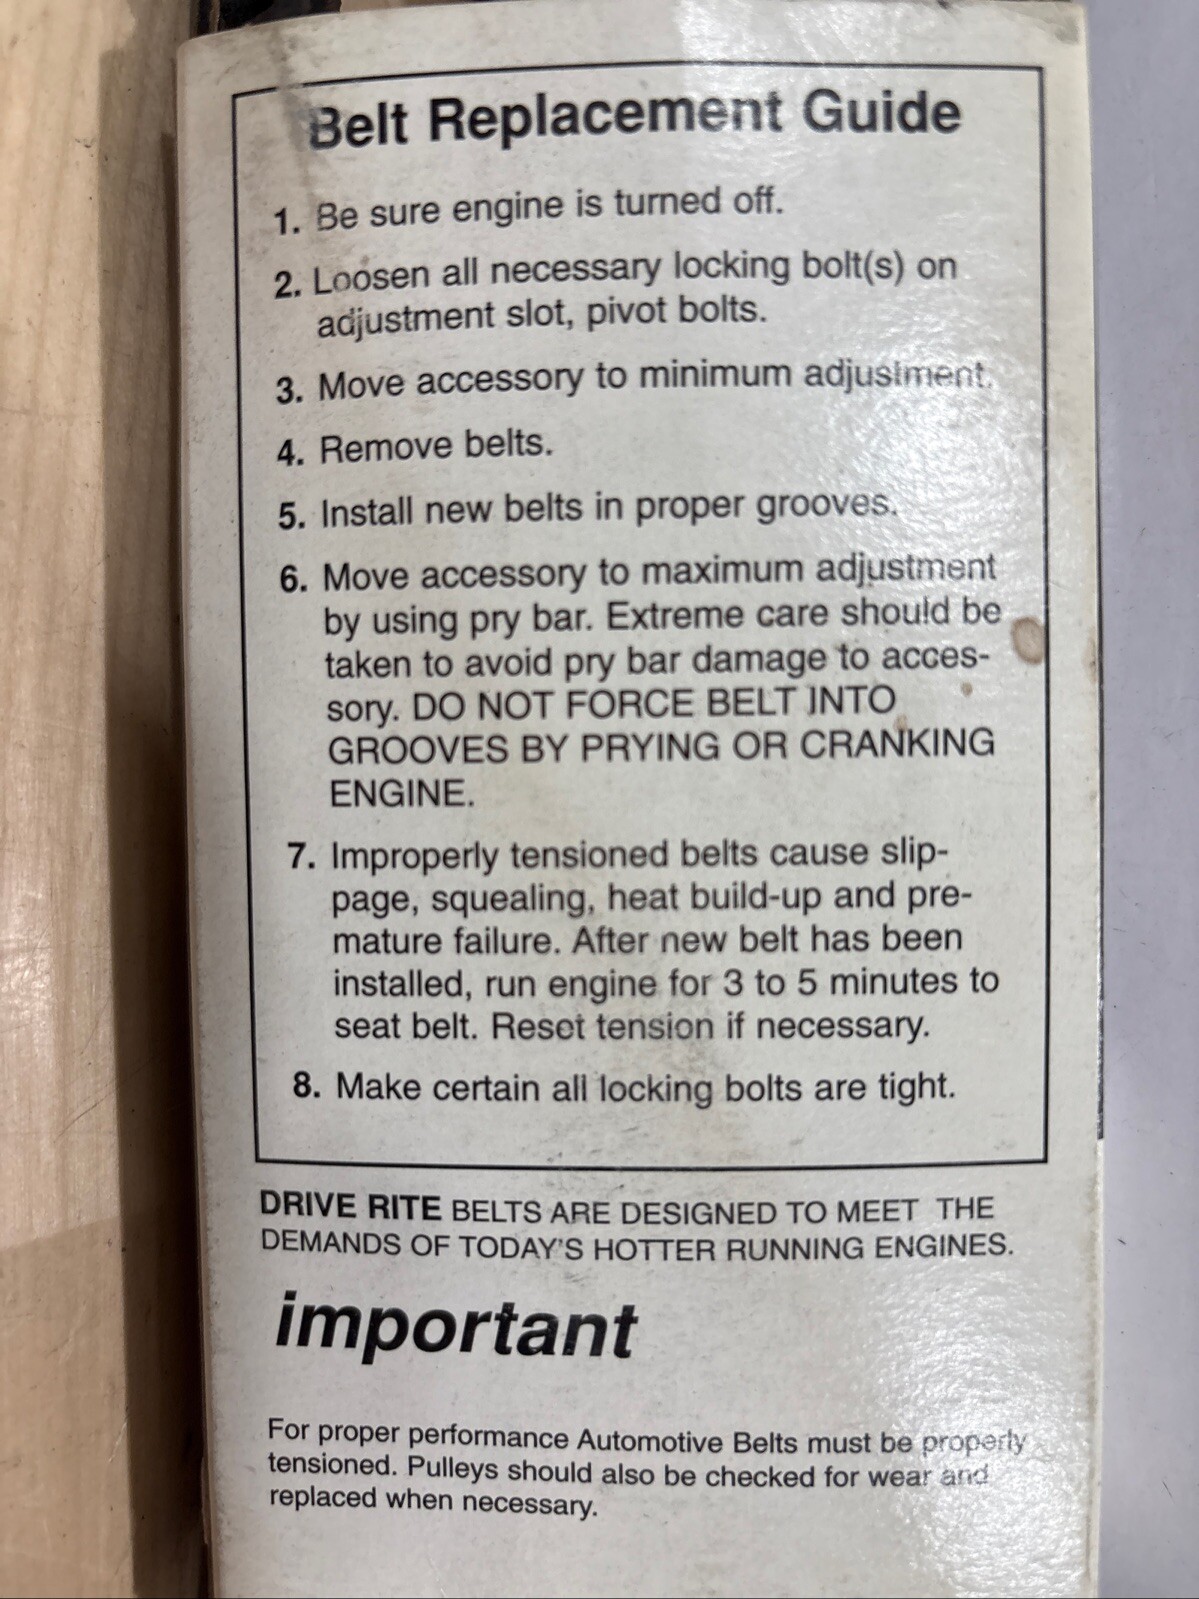 Belt Replacement Guide
1. Be sure engine is turned off.
2. Loosen all necessary locking bolt(s) on
adjustment slot, pivot bolts.
3. Move accessory to minimum adjustment.
4. Remove belts.
5. Install new belts in proper grooves.
6. Move accessory to maximum adjustment
by using pry bar. Extreme care should be
taken to avoid pry bar damage to acces-
sory. DO NOT FORCE BELT INTO
GROOVES BY PRYING OR CRANKING
ENGINE.
7. Improperly tensioned belts cause slip-
page, squealing, heat build-up and pre-
mature failure. After new belt has been
installed, run engine for 3 to 5 minutes to
seat belt. Reset tension if necessary.
8. Make certain all locking bolts are tight.
DRIVE RITE BELTS ARE DESIGNED TO MEET THE
DEMANDS OF TODAY'S HOTTER RUNNING ENGINES.
important
For proper performance Automotive Belts must be properly
tensioned. Pulleys should also be checked for wear and
replaced when necessary.